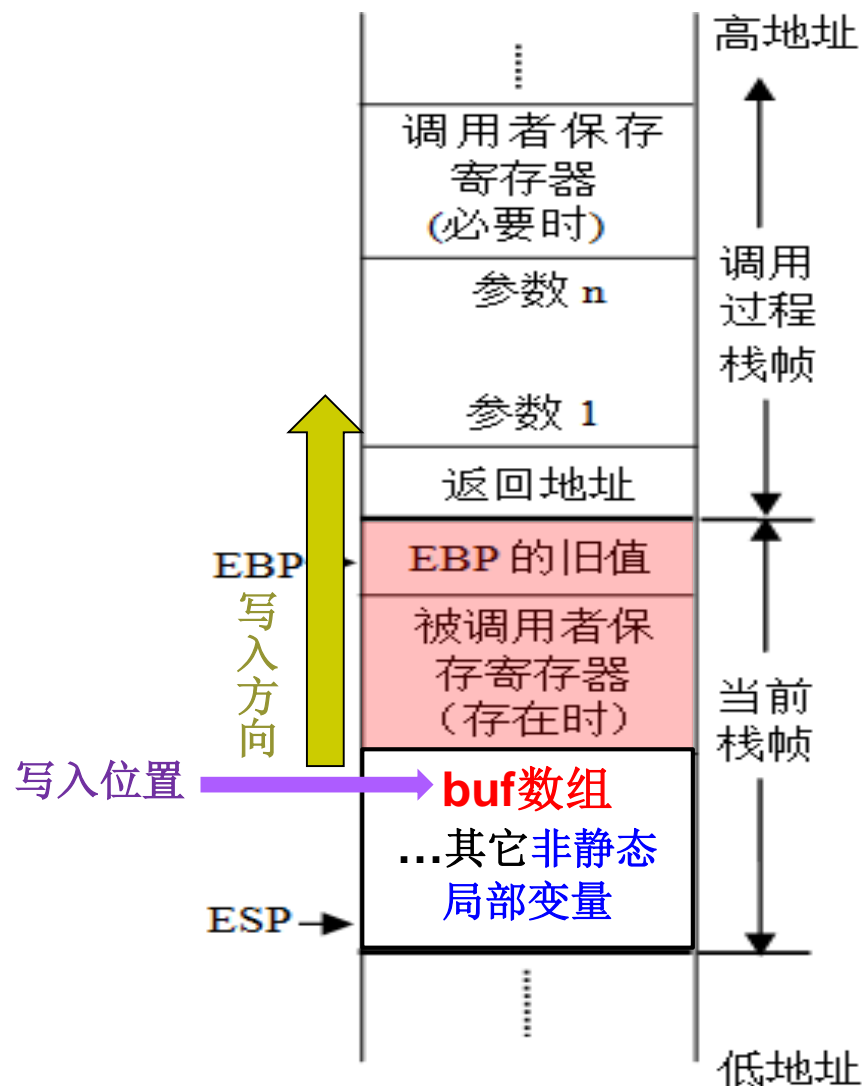 高地址
调用者保存
寄存器
(必要时)
参数 n
参数 1
返回地址
调用
过程
栈帧
EBP
EBP 的旧值
被调用者保
存寄存器
（存在时）
写
入
方
向
当前
栈帧
写入位置
buf数组
...其它非静态
局部变量
ESP
低地址